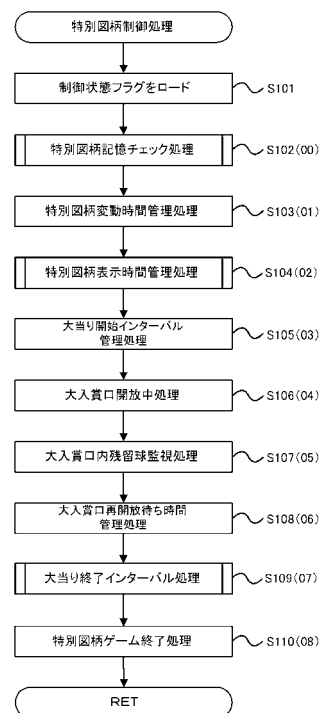 特別図柄制御処理
制御状態フラグをロード
S101
特別図柄記憶チェック処理
S102(00)
特別図柄変動時間管理処理
S103(01)
特別図柄表示時間管理処理
S104(02)
大当り開始インターバル
管理処理
S105(03)
大入賞口開放中処理
S106(04)
大入賞口内残留球監視処理
S107(05)
大入賞口再開放待ち時間
管理処理
S108(06)
大当り終了インターバル処理
S109(07)
特別図柄ゲーム終了処理
S110(08)
RET